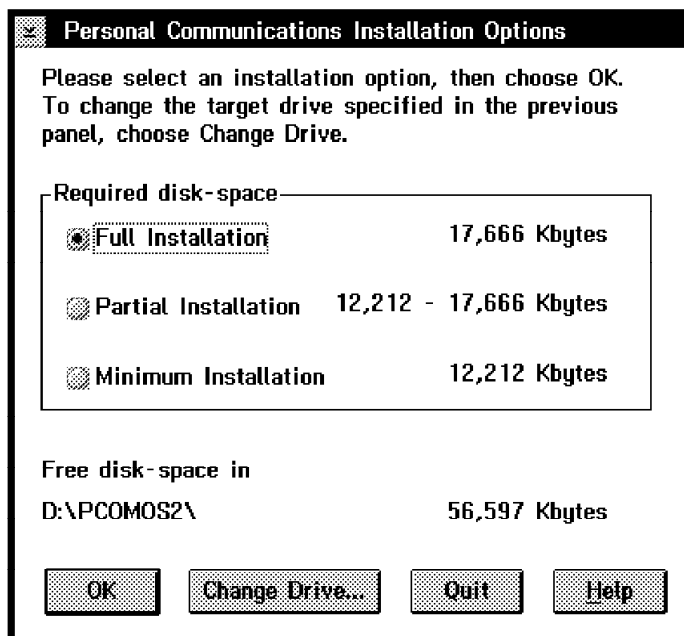 Personal Communications Installation Options
Please select an installation option, then choose OK.
To change the target drive specified in the previous
panel, choose Change Drive.
Required disk-space
Full Installation 17,666 Kbytes
Partial Installation 12,212 - 17,666 Kbytes
Minimum Installation 12,212 Kbytes
Free disk-space in
D:\PCOMOS2\ 56,597 Kbytes
OK Change Drive... Quit Help